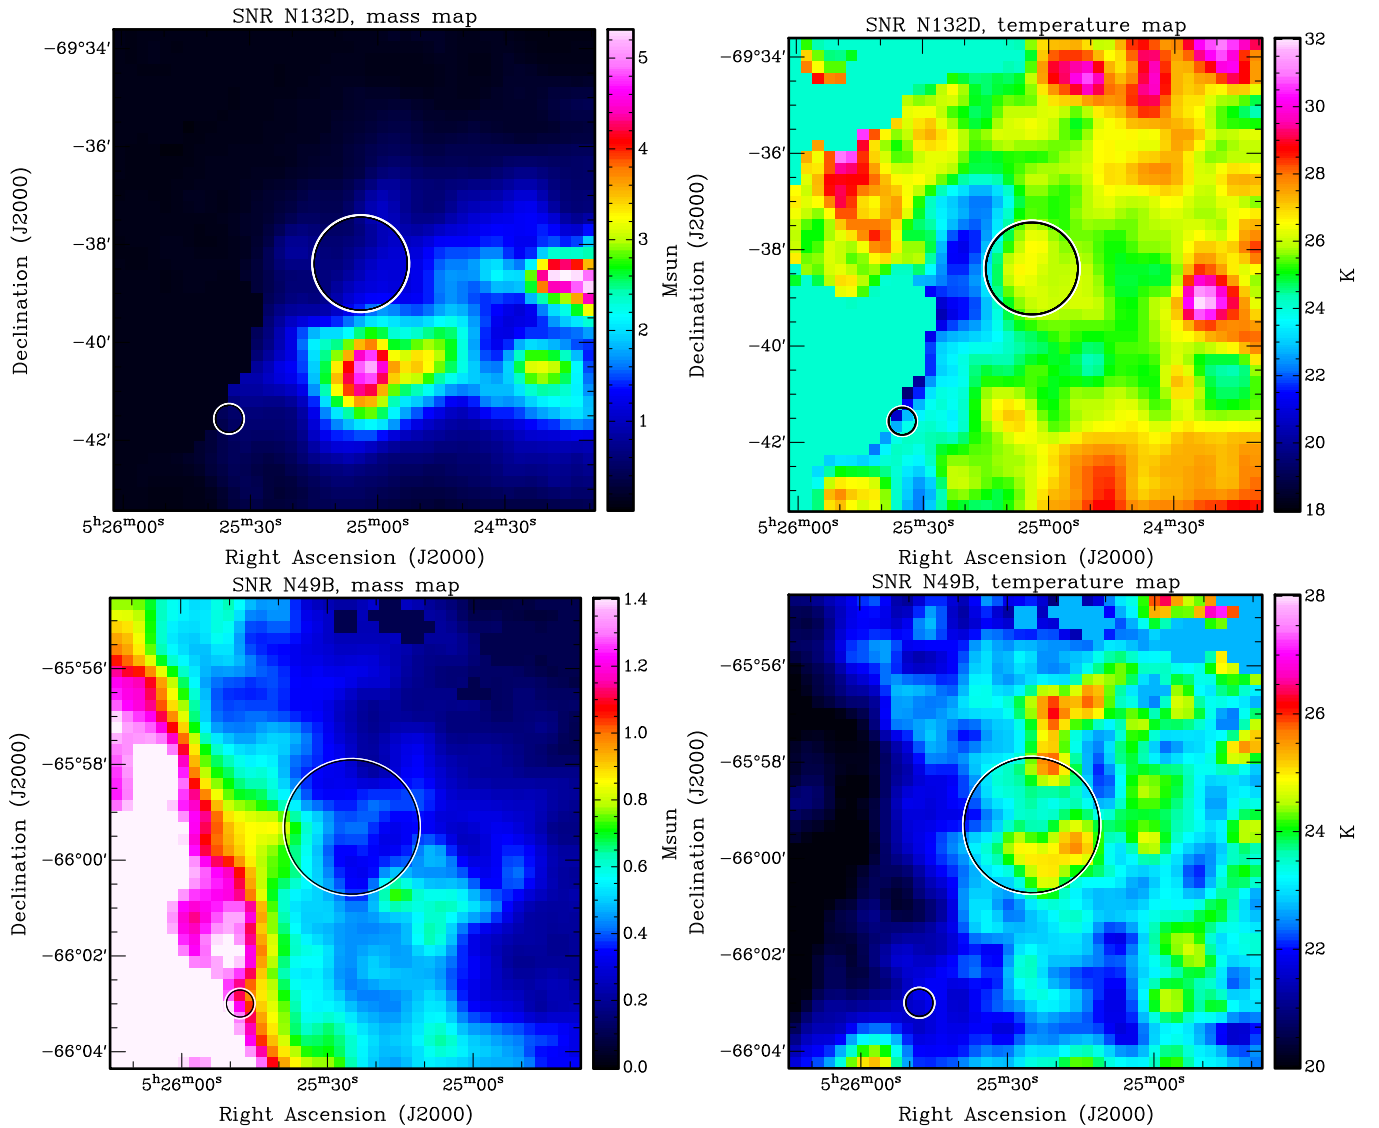 SNR N132D, mass map
−69°34′
−36′
−38′
−40′
−42′
5ʰ26ᵐ00ˢ
25ᵐ30ˢ
25ᵐ00ˢ
24ᵐ30ˢ
Right Ascension (J2000)
Declination (J2000)
5
4
3
2
1
Msun
SNR N132D, temperature map
−69°34′
−36′
−38′
−40′
−42′
5ʰ26ᵐ00ˢ
25ᵐ30ˢ
25ᵐ00ˢ
24ᵐ30ˢ
Right Ascension (J2000)
Declination (J2000)
32
30
28
26
24
22
20
18
K
SNR N49B, mass map
−65°56′
−65°58′
−66°00′
−66°02′
−66°04′
5ʰ26ᵐ00ˢ
25ᵐ30ˢ
25ᵐ00ˢ
Right Ascension (J2000)
Declination (J2000)
1.4
1.2
1.0
0.8
0.6
0.4
0.2
0.0
Msun
SNR N49B, temperature map
−65°56′
−65°58′
−66°00′
−66°02′
−66°04′
5ʰ26ᵐ00ˢ
25ᵐ30ˢ
25ᵐ00ˢ
Right Ascension (J2000)
Declination (J2000)
28
26
24
22
20
K